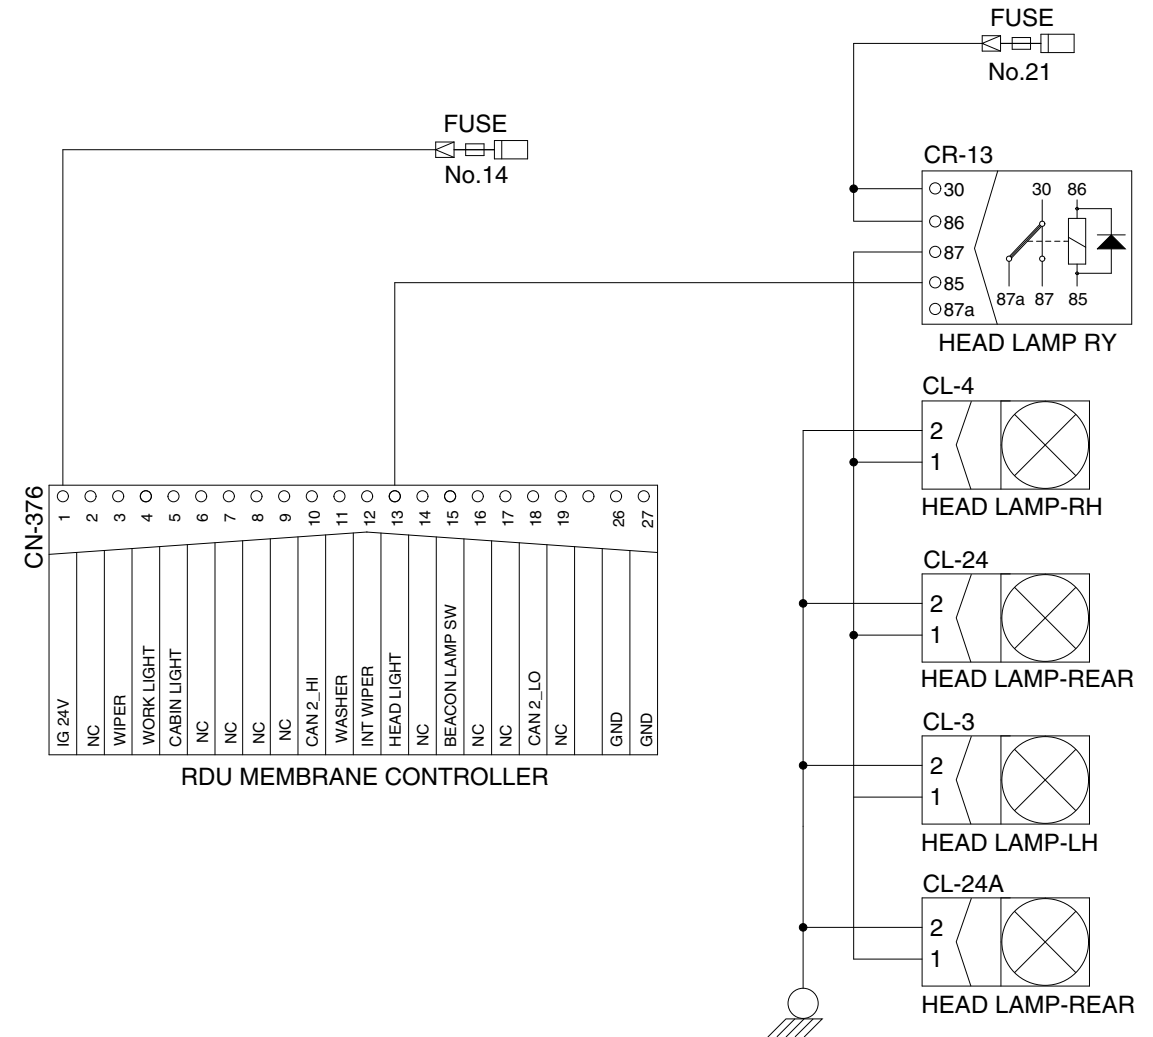 FUSE
No.21
FUSE
No.14
CR-13
30
86
87
85
87a
30 86
87a 87 85
HEAD LAMP RY
CL-4
2
1
HEAD LAMP-RH
CN-376
1 2 3 4 5 6 7 8 9 10 11 12 13 14 15 16 17 18 19 26 27
IG 24V
NC
WIPER
WORK LIGHT
CABIN LIGHT
NC
NC
NC
NC
CAN 2_HI
WASHER
INT WIPER
HEAD LIGHT
NC
BEACON LAMP SW
NC
NC
CAN 2_LO
NC
GND
GND
RDU MEMBRANE CONTROLLER
CL-24
2
1
HEAD LAMP-REAR
CL-3
2
1
HEAD LAMP-LH
CL-24A
2
1
HEAD LAMP-REAR